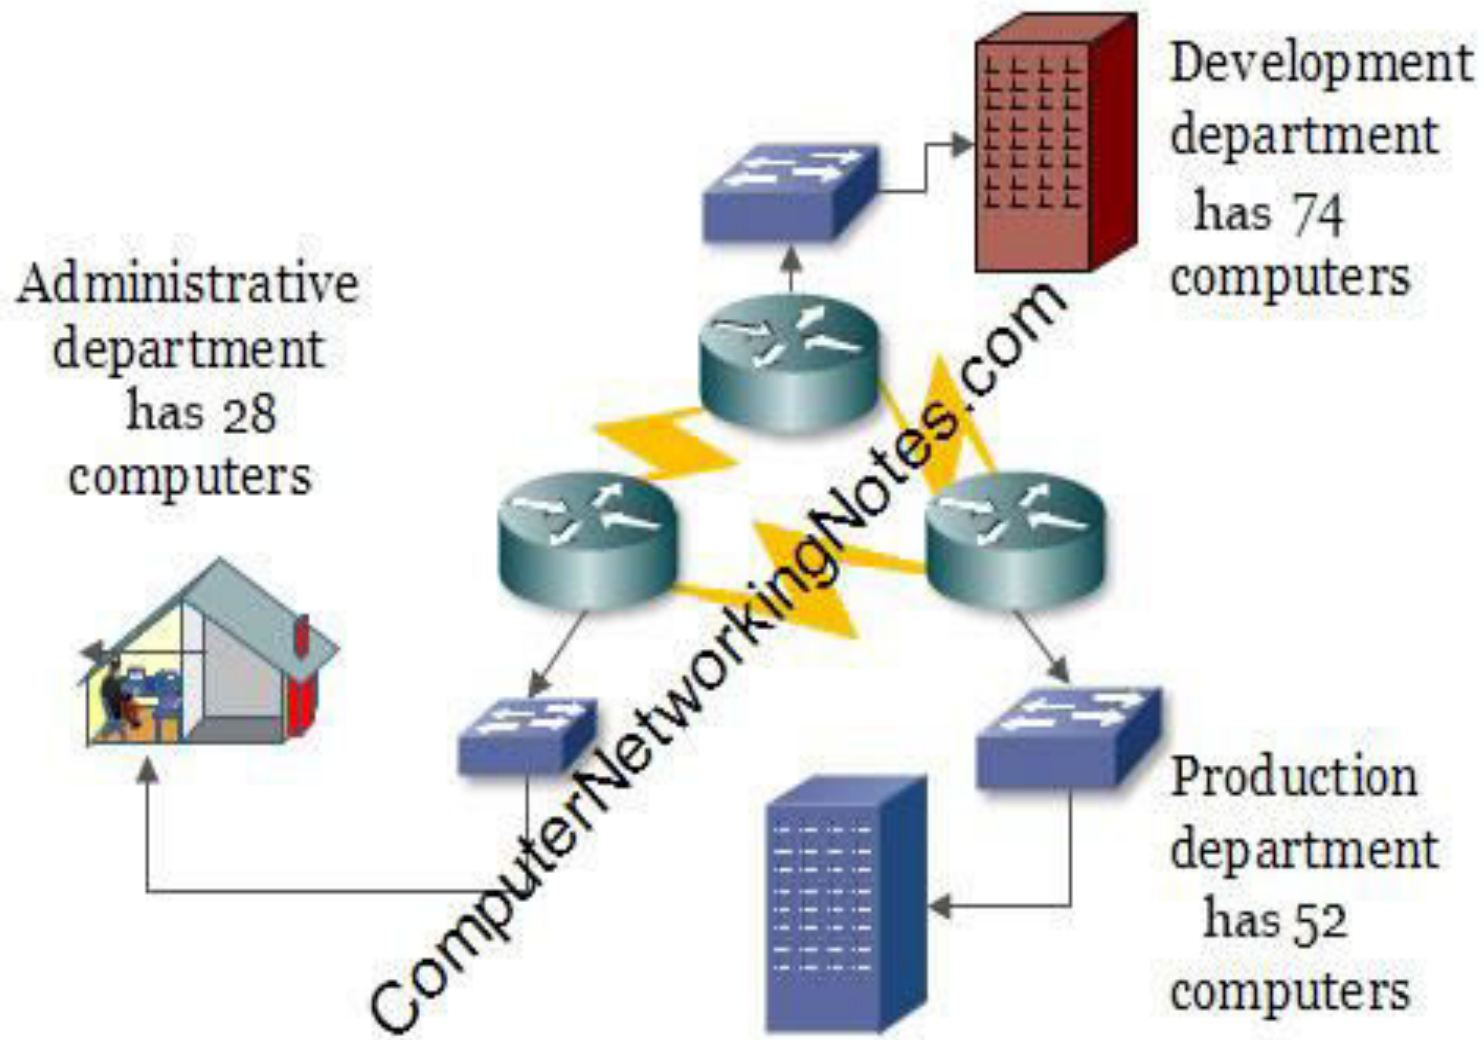 Development
department
has 74
computers
Administrative
department
has 28
computers
ComputerNetworkingNotes.com
Production
department
has 52
computers